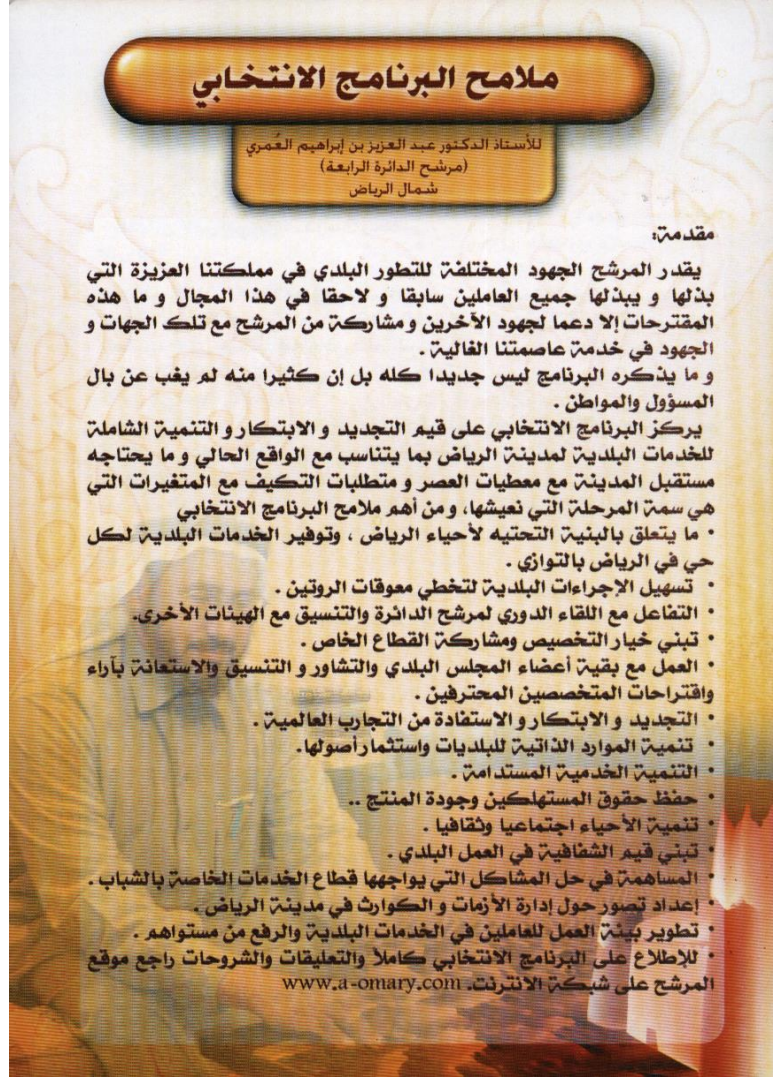 ملامح البرنامج الانتخابي
للأستاذ الدكتور عبد العزيز بن إبراهيم العُمري
(مرشح الدائرة الرابعة)
شمال الرياض
مقدمة:
يقدر المرشح الجهود المختلفة للتطور البلدي في مملكتنا العزيزة التي
بذلها و يبذلها جميع العاملين سابقا و لاحقا في هذا المجال و ما هذه
المقترحات إلا دعما لجهود الآخرين و مشاركة من المرشح مع تلك الجهات و
الجهود في خدمة عاصمتنا الغالية .
و ما يذكره البرنامج ليس جديدا كله بل إن كثيرا منه لم يغب عن بال
المسؤول والمواطن .
يركز البرنامج الانتخابي على قيم التجديد و الابتكار و التنمية الشاملة
للخدمات البلدية لمدينة الرياض بما يتناسب مع الواقع الحالي و ما يحتاجه
مستقبل المدينة مع معطيات العصر و متطلبات التكيف مع المتغيرات التي
هي سمة المرحلة التي نعيشها، و من أهم ملامح البرنامج الانتخابي
• ما يتعلق بالبنية التحتيه لأحياء الرياض ، وتوفير الخدمات البلدية لكل
حي في الرياض بالتوازي .
• تسهيل الإجراءات البلدية لتخطي معوقات الروتين .
• التفاعل مع اللقاء الدوري لمرشح الدائرة والتنسيق مع الهيئات الأخرى.
• تبني خيار التخصيص ومشاركة القطاع الخاص .
• العمل مع بقية أعضاء المجلس البلدي والتشاور و التنسيق والاستعانة بآراء
واقتراحات المتخصصين المحترفين .
• التجديد و الابتكار و الاستفادة من التجارب العالمية .
• تنمية الموارد الذاتية للبلديات واستثمار أصولها.
• التنمية الخدمية المستدامة .
• حفظ حقوق المستهلكين وجودة المنتج ..
• تنمية الأحياء اجتماعيا وثقافيا .
• تبني قيم الشفافية في العمل البلدي .
• المساهمة في حل المشاكل التي يواجهها قطاع الخدمات الخاصة بالشباب .
• إعداد تصور حول إدارة الأزمات و الكوارث في مدينة الرياض .
• تطوير بيئة العمل للعاملين في الخدمات البلدية والرفع من مستواهم .
• للإطلاع على البرنامج الانتخابي كاملاً والتعليقات والشروحات راجع موقع
المرشح على شبكة الانترنت. www.a-omary.com